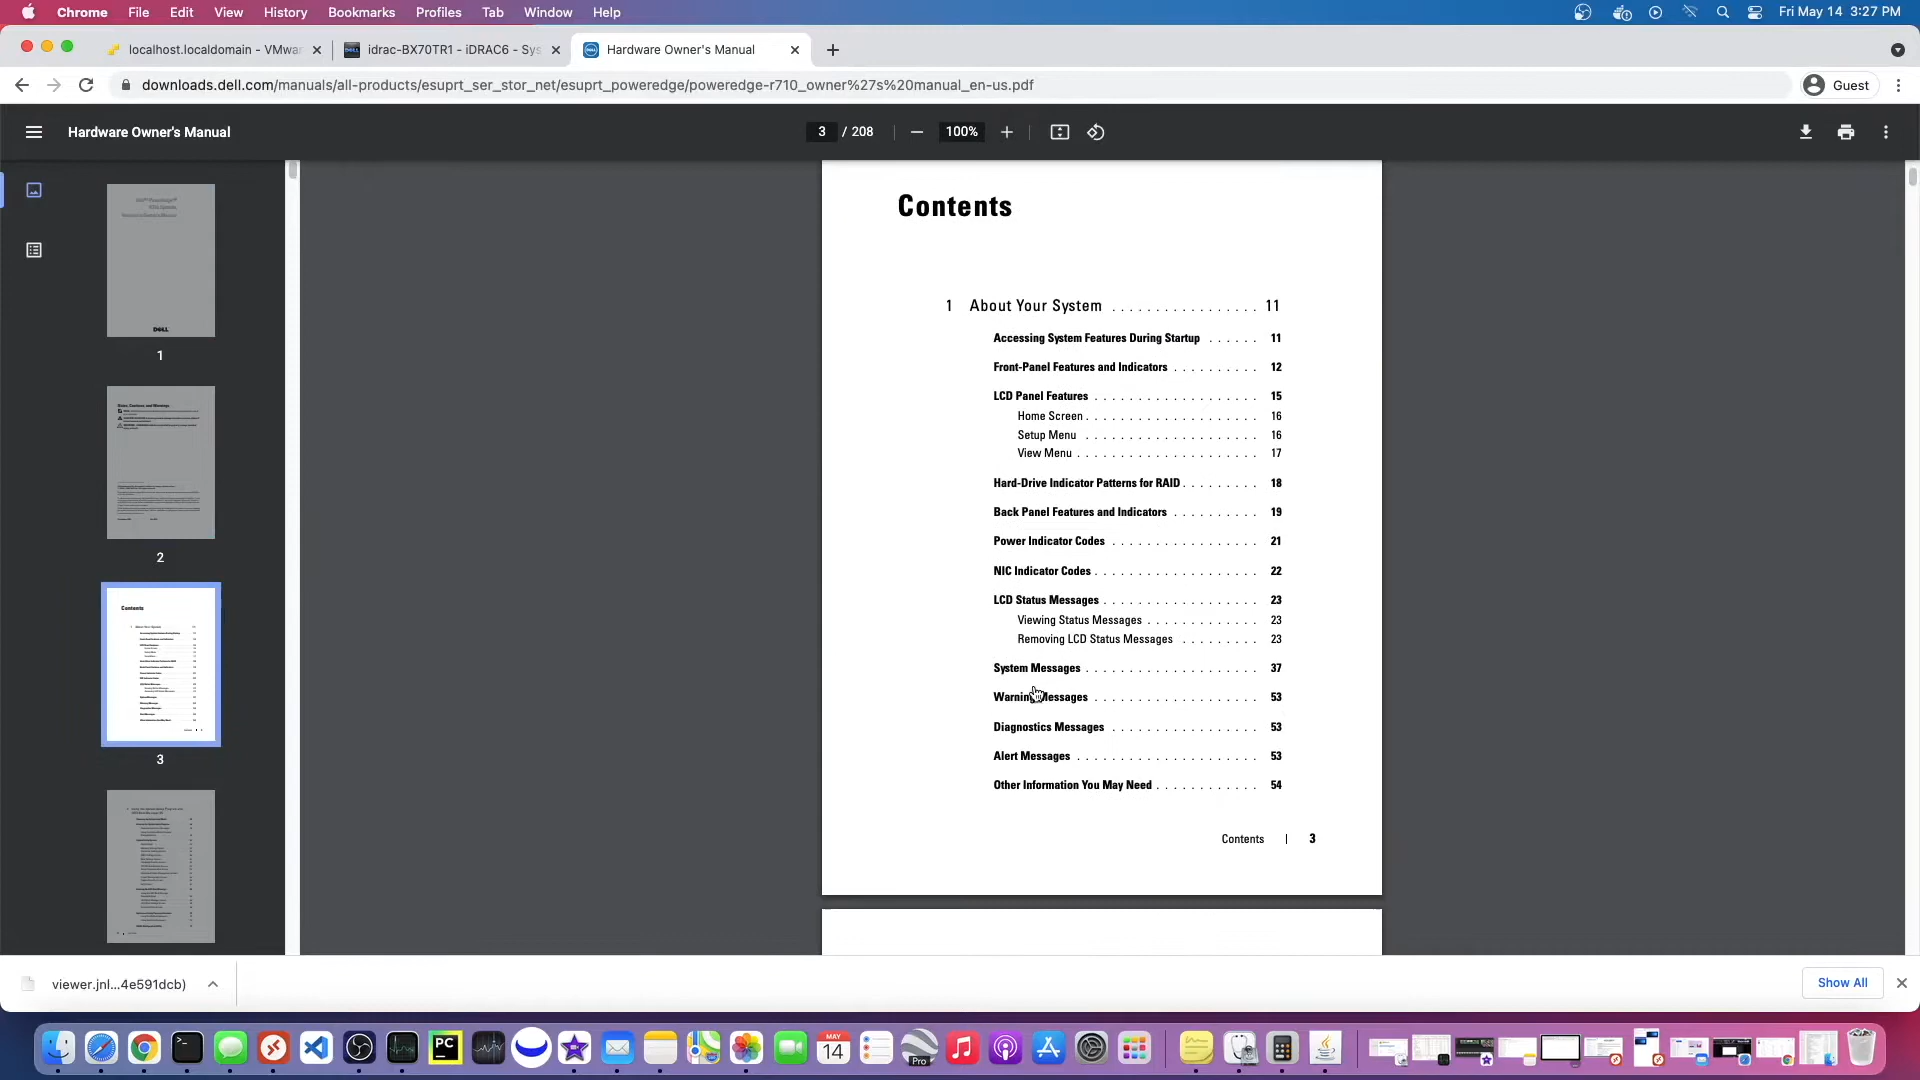 Chrome File Edit View History Bookmarks Profiles Tab Window Help Fri May 14 3:27 PM
localhost.localdomain - VMwar idrac-BX70TR1 - iDRAC6 - Sys Hardware Owner's Manual
downloads.dell.com/manuals/all-products/esuprt_ser_stor_net/esuprt_poweredge/poweredge-r710_owner%27s%20manual_en-us.pdf Guest
Hardware Owner's Manual 3 / 208 100%
DELL
1
2
Contents
3
Contents
1 About Your System . . . . . . . . . . . . . . . . 11
Accessing System Features During Startup . . . . . . 11
Front-Panel Features and Indicators . . . . . . . . . . 12
LCD Panel Features . . . . . . . . . . . . . . . . . . . 15
Home Screen . . . . . . . . . . . . . . . . . . . . 16
Setup Menu . . . . . . . . . . . . . . . . . . . . 16
View Menu . . . . . . . . . . . . . . . . . . . . . 17
Hard-Drive Indicator Patterns for RAID . . . . . . . . . 18
Back Panel Features and Indicators . . . . . . . . . . 19
Power Indicator Codes . . . . . . . . . . . . . . . . . 21
NIC Indicator Codes . . . . . . . . . . . . . . . . . . . 22
LCD Status Messages . . . . . . . . . . . . . . . . . . 23
Viewing Status Messages . . . . . . . . . . . . . 23
Removing LCD Status Messages . . . . . . . . . 23
System Messages . . . . . . . . . . . . . . . . . . . . 37
Warning Messages . . . . . . . . . . . . . . . . . . . 53
Diagnostics Messages . . . . . . . . . . . . . . . . . 53
Alert Messages . . . . . . . . . . . . . . . . . . . . . 53
Other Information You May Need . . . . . . . . . . . . 54
Contents | 3
viewer.jnl...4e591dcb) Show All
PC MAY 14 Pro